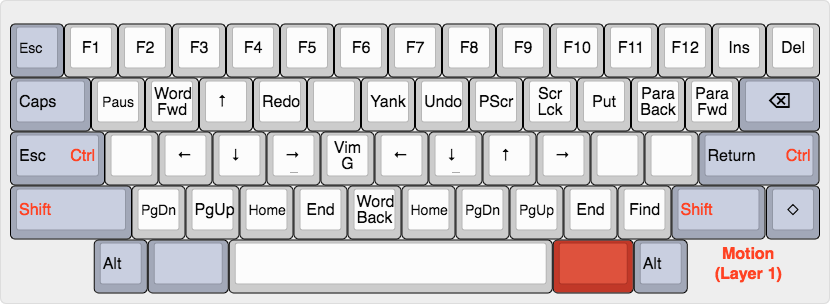 Esc F1 F2 F3 F4 F5 F6 F7 F8 F9 F10 F11 F12 Ins Del
Caps Paus Word Fwd ↑ Redo Yank Undo PScr Scr Lck Put Para Back Para Fwd ⌫
Esc Ctrl ← ↓ → Vim G ← ↓ ↑ → Return Ctrl
Shift PgDn PgUp Home End Word Back Home PgDn PgUp End Find Shift ◇
Alt Alt Motion
(Layer 1)